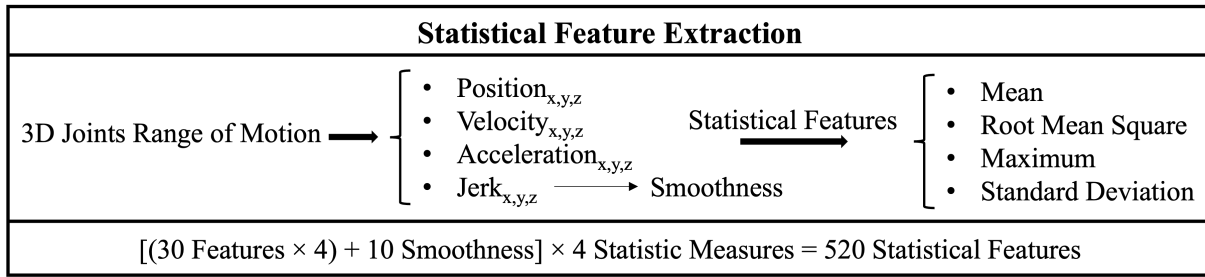 Statistical Feature Extraction
3D Joints Range of Motion
• Position x,y,z
• Velocity x,y,z
• Acceleration x,y,z
• Jerk x,y,z
Smoothness
Statistical Features
• Mean
• Root Mean Square
• Maximum
• Standard Deviation
[(30 Features × 4) + 10 Smoothness] × 4 Statistic Measures = 520 Statistical Features